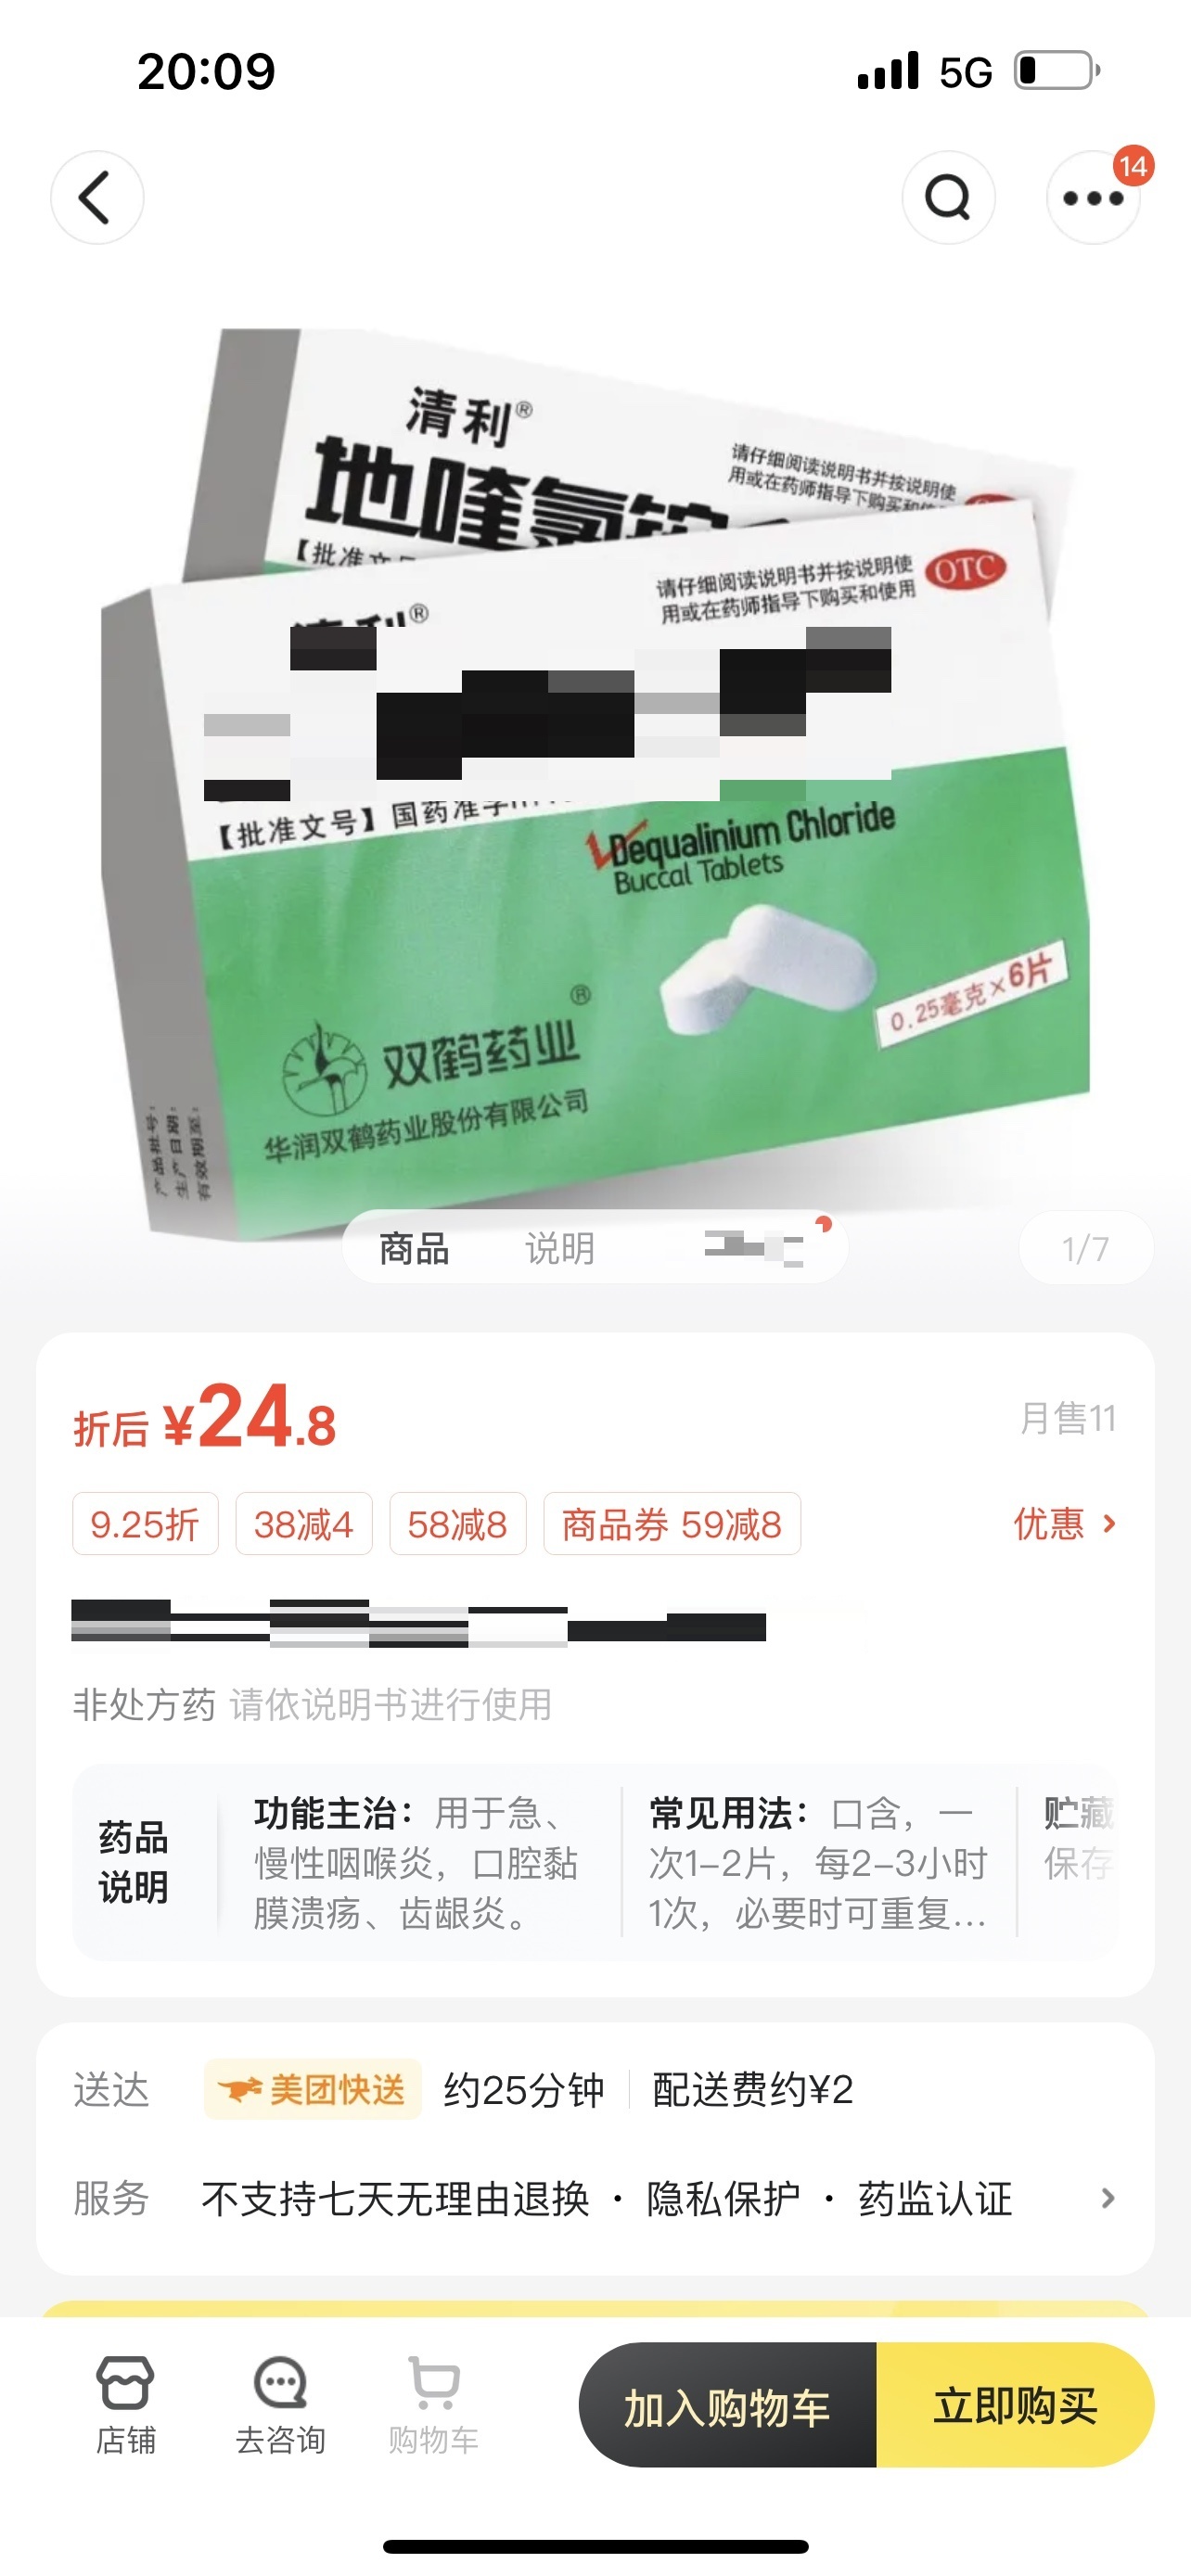 20:09
5G
14
清利®
地喹氯铵
请仔细阅读说明书并按说明使
用或在药师指导下购买和使
【批准文号
®
请仔细阅读说明书并按说明使
用或在药师指导下购买和使用
OTC
【批准文号】国药准字
Dequalinium Chloride
Buccal Tablets
0.25毫克×6片
双鹤药业®
华润双鹤药业股份有限公司
产品批号:
生产日期:
有效期至:
商品
说明
1/7
折后 ¥24.8
月售11
9.25折
38减4
58减8
商品券 59减8
优惠
非处方药 请依说明书进行使用
药品
说明
功能主治：用于急、
慢性咽喉炎，口腔黏
膜溃疡、齿龈炎。
常见用法：口含，一
次1-2片，每2-3小时
1次，必要时可重复...
贮藏
保存
送达 美团快送 约25分钟 配送费约¥2
服务 不支持七天无理由退换 · 隐私保护 · 药监认证
店铺
去咨询
购物车
加入购物车
立即购买